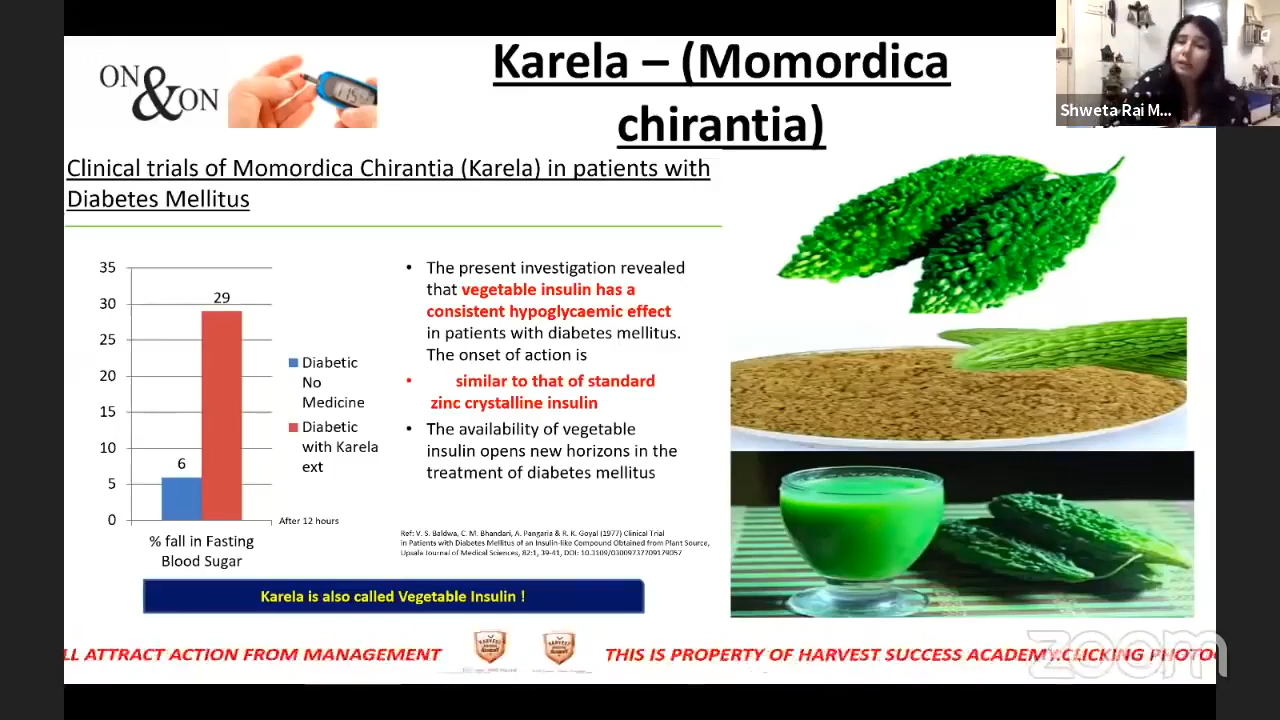 ON
&
ON
Karela – (Momordica
chirantia)
Shweta Rai M...
Clinical trials of Momordica Chirantia (Karela) in patients with
Diabetes Mellitus
35
30
25
20
15
10
5
0
29
6
Diabetic
No
Medicine
Diabetic
with Karela
ext
After 12 hours
% fall in Fasting
Blood Sugar
• The present investigation revealed
that vegetable insulin has a
consistent hypoglycaemic effect
in patients with diabetes mellitus.
The onset of action is
• similar to that of standard
zinc crystalline insulin
• The availability of vegetable
insulin opens new horizons in the
treatment of diabetes mellitus
Ref: V. S. Baldwa, C. M. Bhandari, A. Pangaria & R. K. Goyal (1977) Clinical Trial
in Patients with Diabetes Mellitus of an Insulin-like Compound Obtained from Plant Source,
Upsala Journal of Medical Sciences, 82:1, 39-41, DOI: 10.3109/03009737709179057
Karela is also called Vegetable Insulin !
LL ATTRACT ACTION FROM MANAGEMENT
HARVEST
HARVEST
THIS IS PROPERTY OF HARVEST SUCCESS ACADEMY.CLICKING PHOTO
zoom